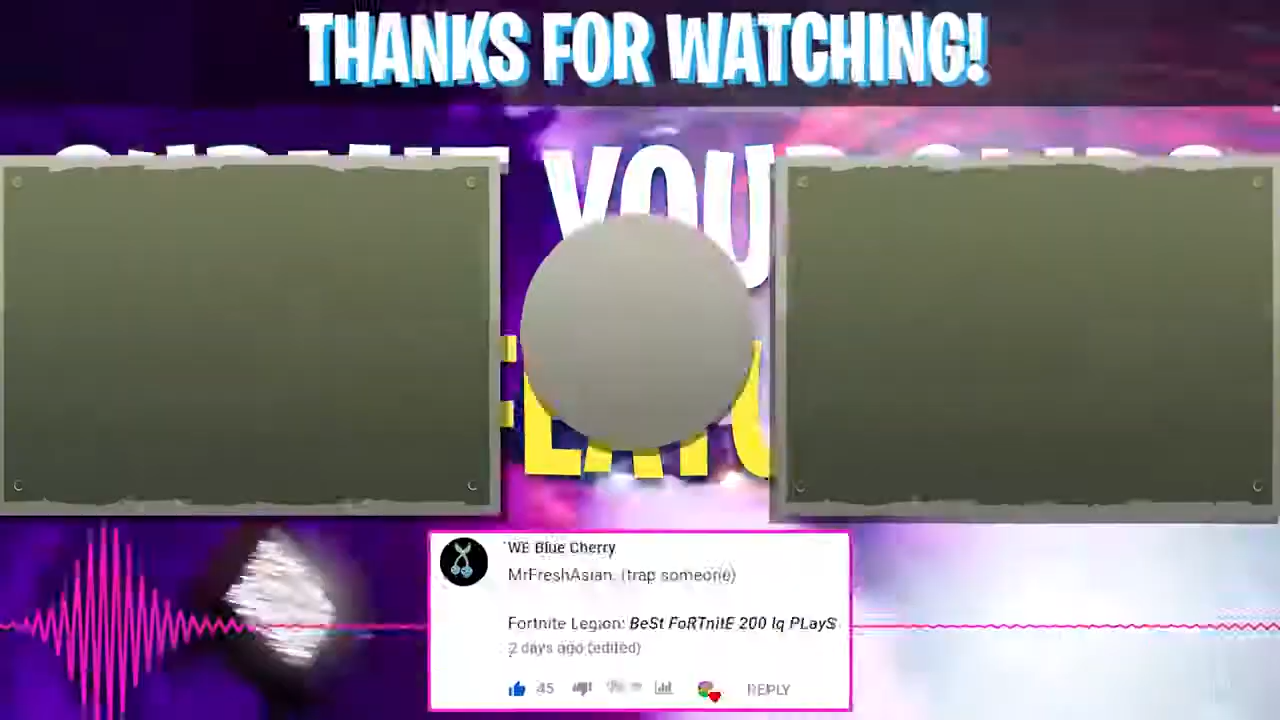 THANKS FOR WATCHING!
YOU
WE Blue Cherry
MrFreshAsian: (trap someone)
Fortnite Legion: BeSt FoRTnitE 200 Iq PLayS
2 days ago (edited)
45
REPLY